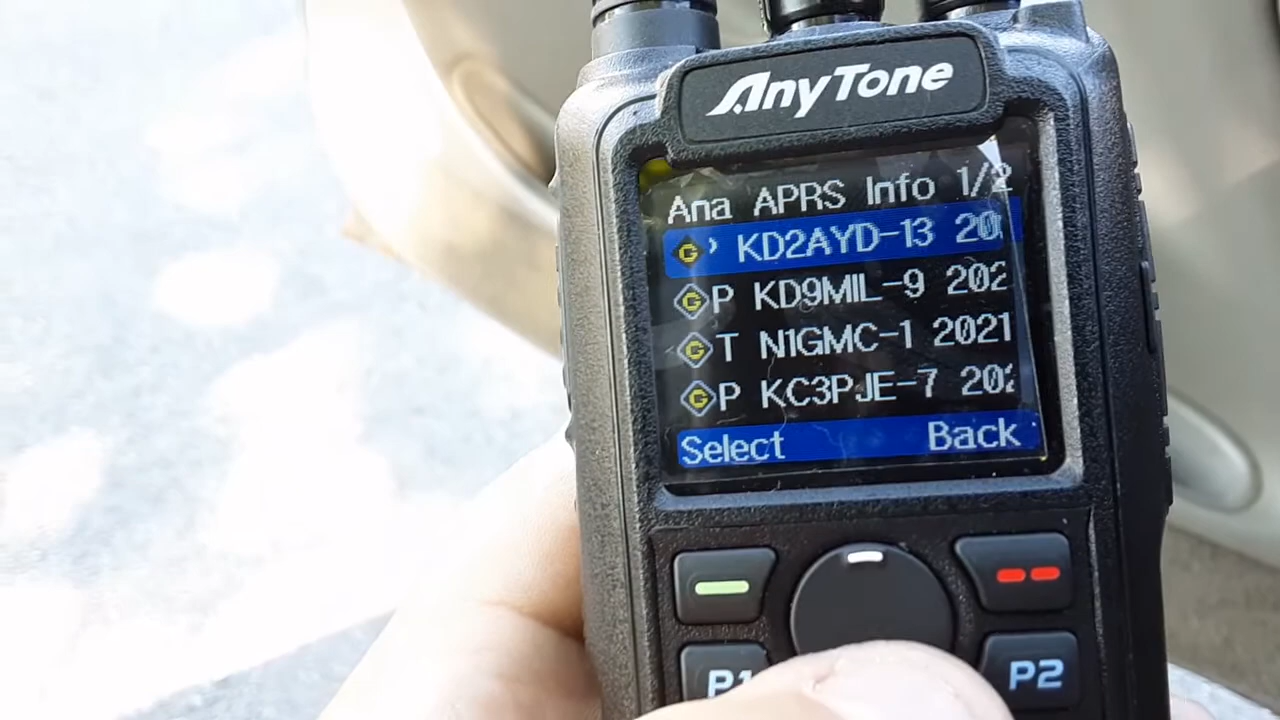 AnyTone
Ana APRS Info 1/2
G ' KD2AYD-13 20
G P KD9MIL-9 202
G T N1GMC-1 2021
G P KC3PJE-7 202
Select Back
P1 P2